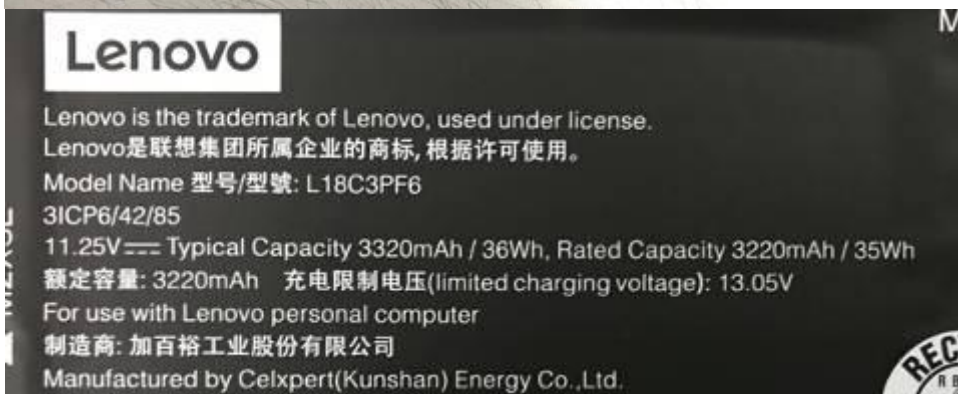 Lenovo
Lenovo is the trademark of Lenovo, used under license.
Lenovo是联想集团所属企业的商标,根据许可使用。
Model Name 型号/型號: L18C3PF6
3ICP6/42/85
11.25V⎓ Typical Capacity 3320mAh / 36Wh, Rated Capacity 3220mAh / 35Wh
额定容量: 3220mAh 充电限制电压(limited charging voltage): 13.05V
For use with Lenovo personal computer
制造商: 加百裕工业股份有限公司
Manufactured by Celxpert(Kunshan) Energy Co.,Ltd.